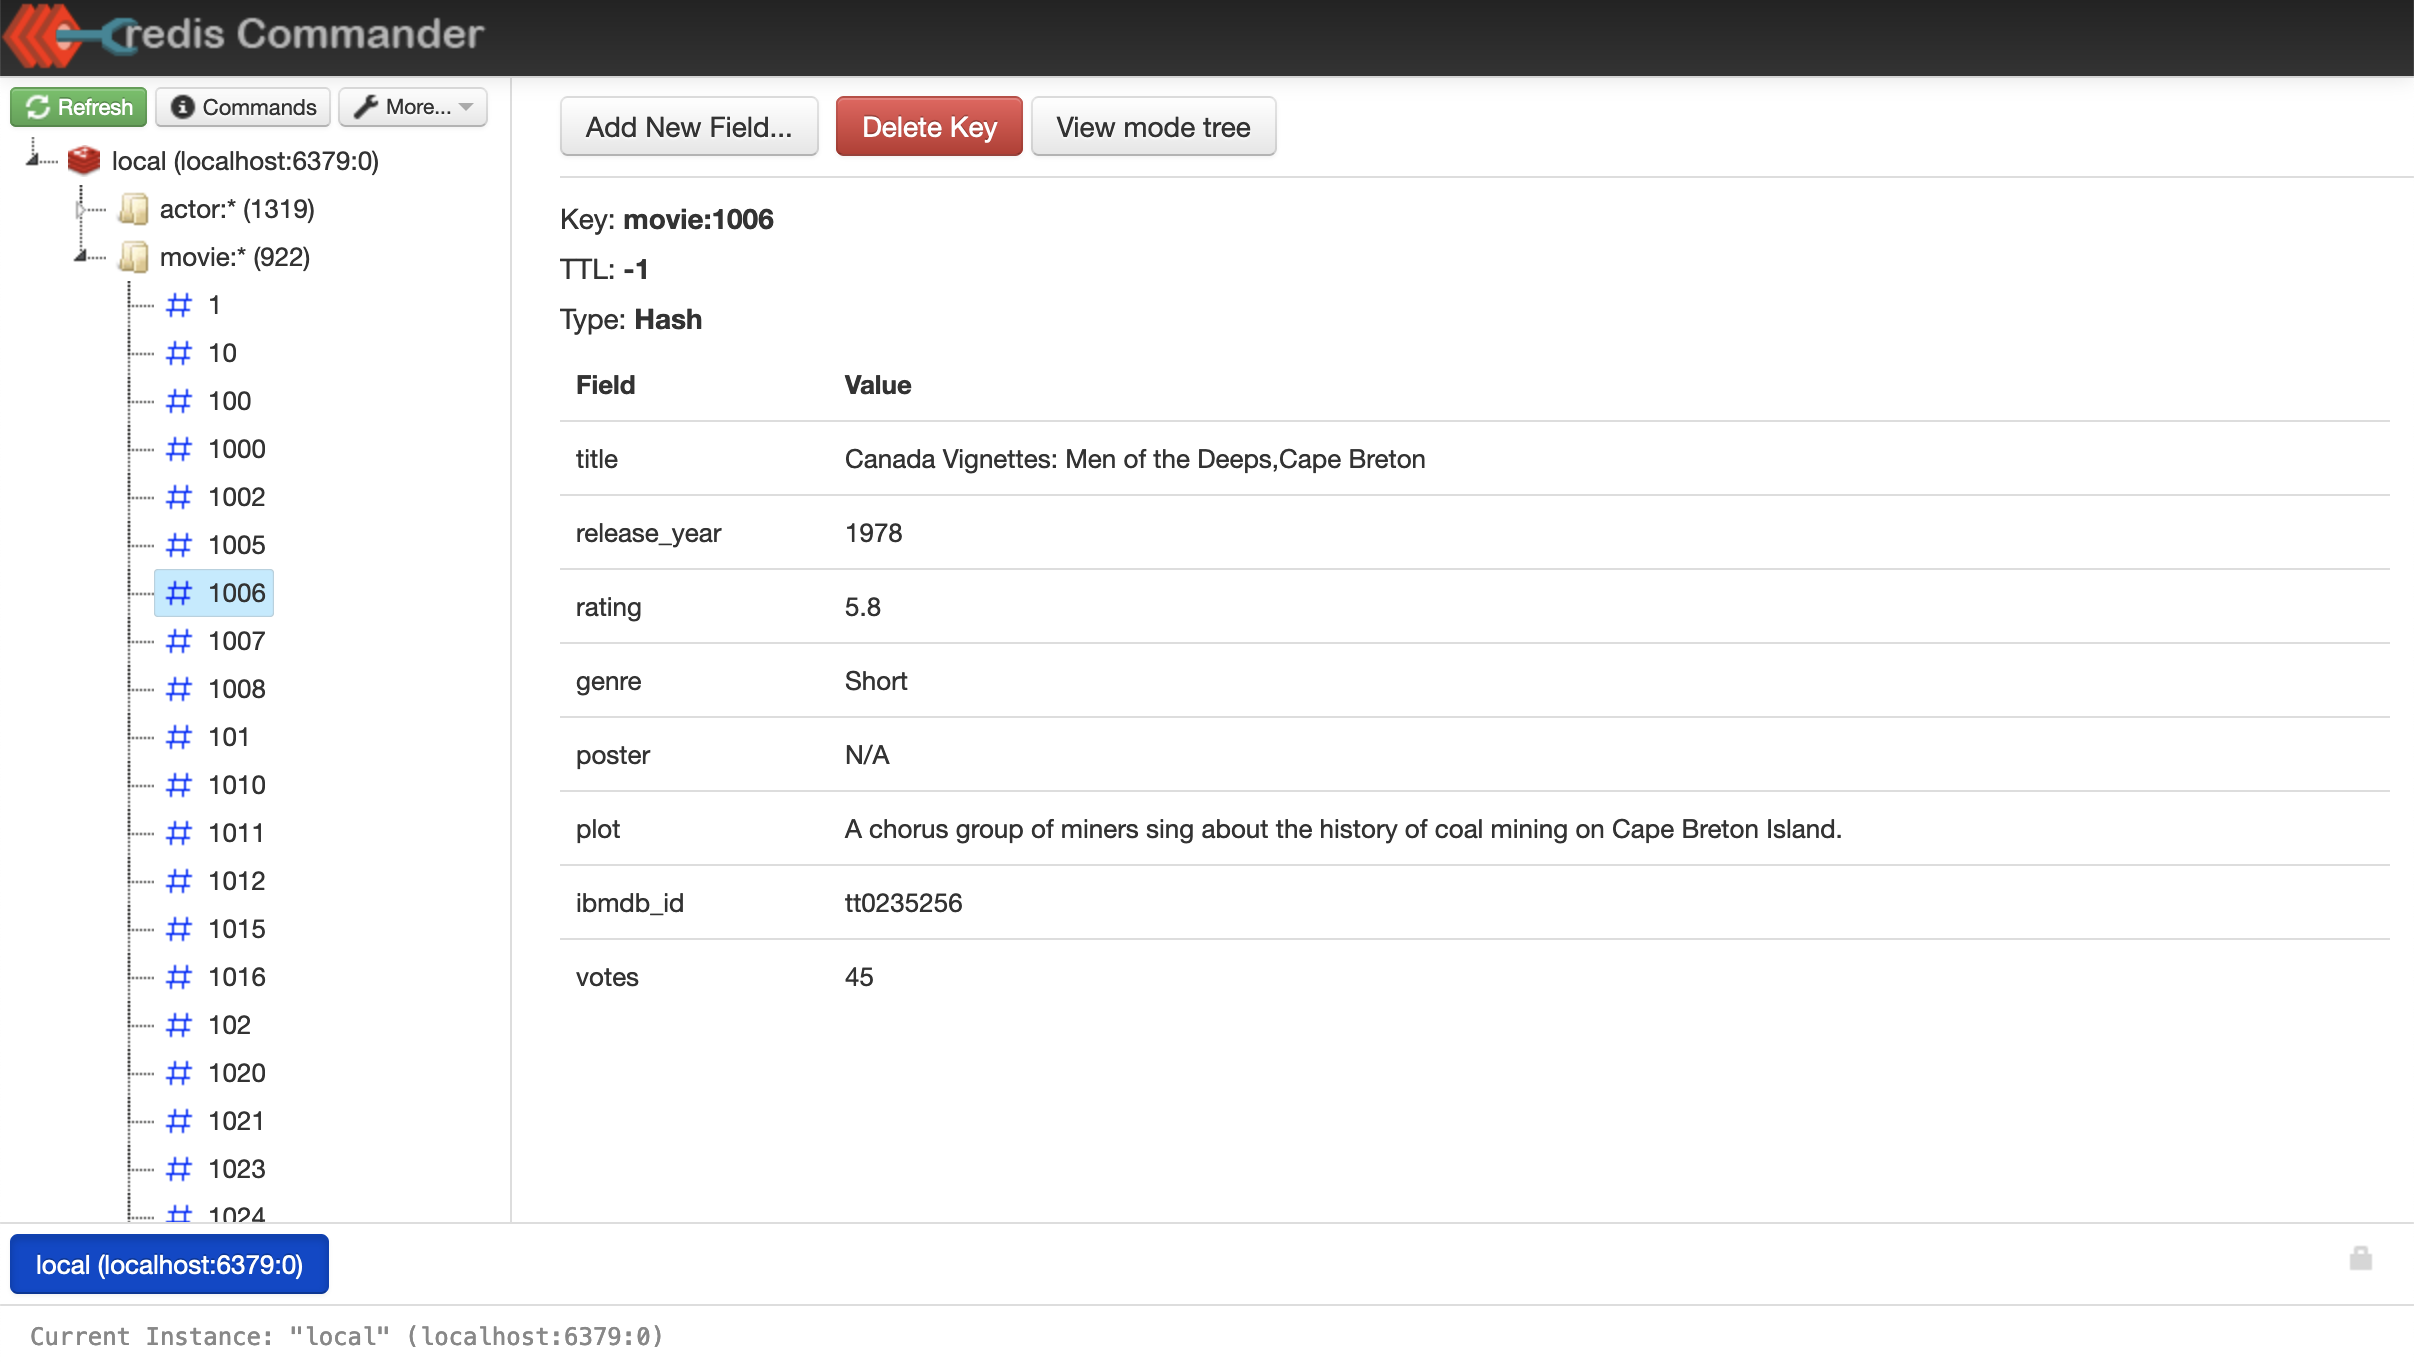 redis Commander
Refresh Commands More...
local (localhost:6379:0)
actor:* (1319)
movie:* (922)
1
10
100
1000
1002
1005
1006
1007
1008
101
1010
1011
1012
1015
1016
102
1020
1021
1023
1024
Add New Field... Delete Key View mode tree
Key: movie:1006
TTL: -1
Type: Hash
Field Value
title Canada Vignettes: Men of the Deeps,Cape Breton
release_year 1978
rating 5.8
genre Short
poster N/A
plot A chorus group of miners sing about the history of coal mining on Cape Breton Island.
ibmdb_id tt0235256
votes 45
local (localhost:6379:0)
Current Instance: "local" (localhost:6379:0)